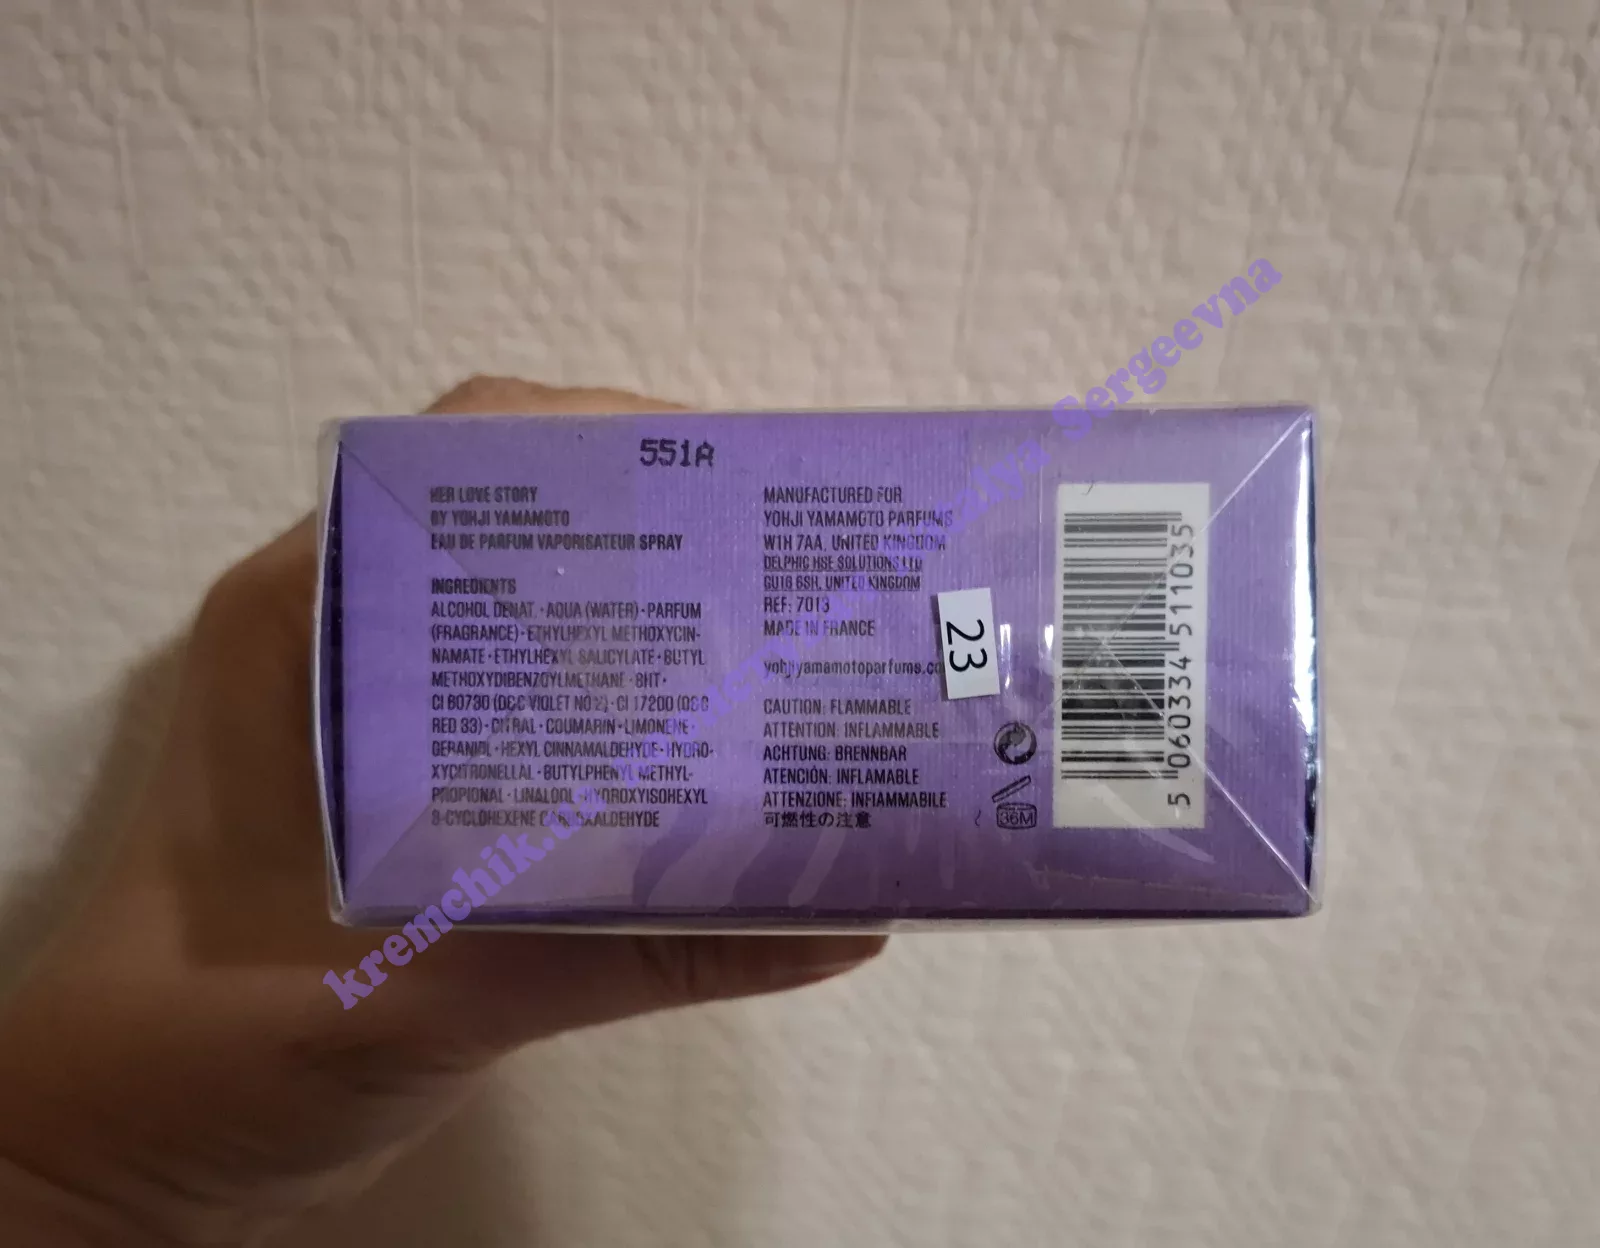 551A
HER LOVE STORY
BY YOHJI YAMAMOTO
EAU DE PARFUM VAPORISATEUR SPRAY
INGREDIENTS
ALCOHOL DENAT. · AQUA (WATER) · PARFUM
(FRAGRANCE) · ETHYLHEXYL METHOXYCIN-
NAMATE · ETHYLHEXYL SALICYLATE · BUTYL
METHOXYDIBENZOYLMETHANE · BHT ·
CI 60730 (D&C VIOLET NO 2) · CI 17200 (D&C
RED 33) · CITRAL · COUMARIN · LIMONENE ·
GERANIOL · HEXYL CINNAMALDEHYDE · HYDRO-
XYCITRONELLAL · BUTYLPHENYL METHYL-
PROPIONAL · LINALOOL · HYDROXYISOHEXYL
3-CYCLOHEXENE CARBOXALDEHYDE
MANUFACTURED FOR
YOHJI YAMAMOTO PARFUMS
W1H 7AA, UNITED KINGDOM
DELPHIC HSE SOLUTIONS LTD
GU16 6SH, UNITED KINGDOM
REF: 7013
MADE IN FRANCE
yohjiyamamotoparfums.co
CAUTION: FLAMMABLE
ATTENTION: INFLAMMABLE
ACHTUNG: BRENNBAR
ATENCIÓN: INFLAMABLE
ATTENZIONE: INFIAMMABILE
可燃性の注意
23
36M
5 060334 511035
Sergeevna